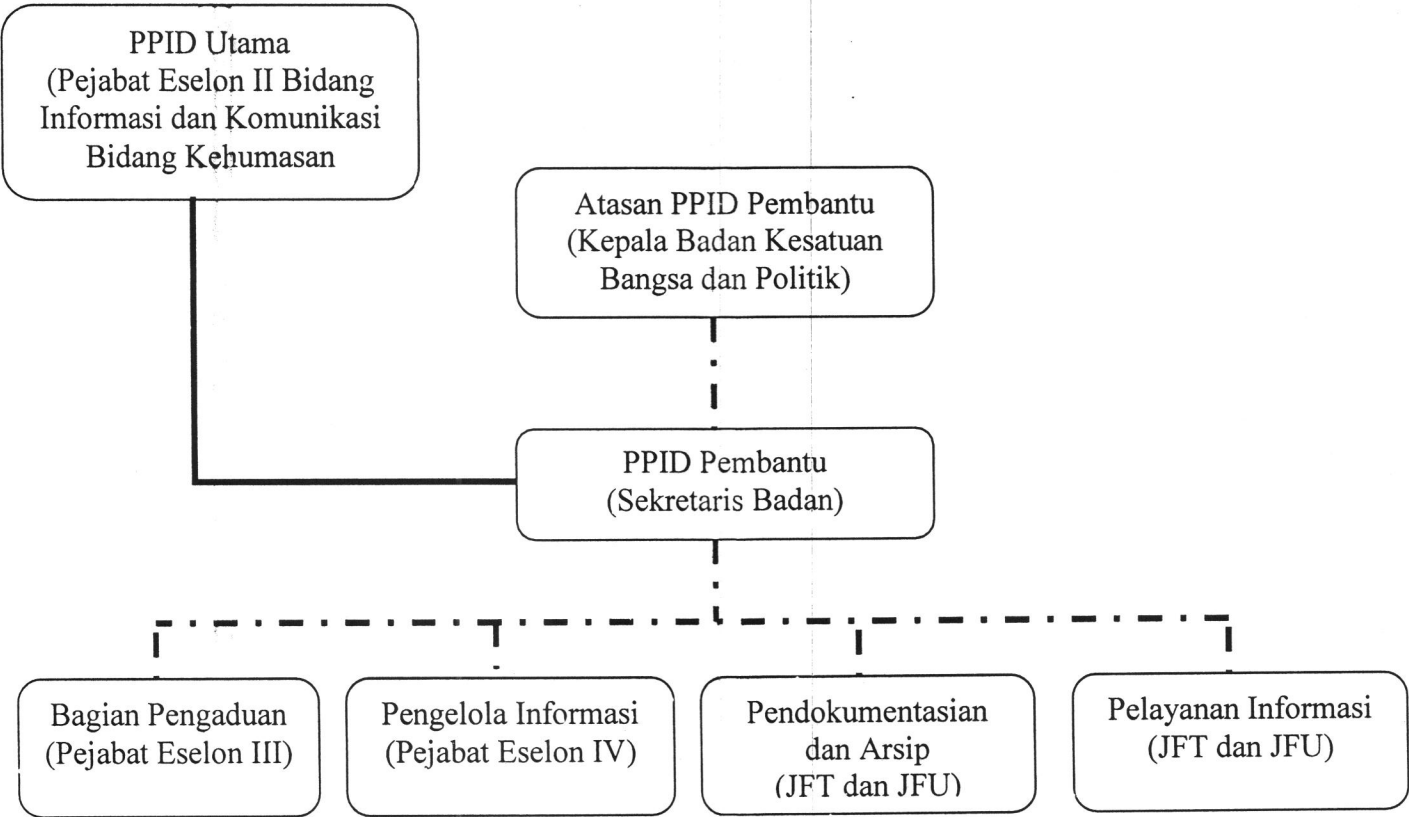 PPID Utama
(Pejabat Eselon II Bidang
Informasi dan Komunikasi
Bidang Kehumasan
Atasan PPID Pembantu
(Kepala Badan Kesatuan
Bangsa dan Politik)
PPID Pembantu
(Sekretaris Badan)
Bagian Pengaduan
(Pejabat Eselon III)
Pengelola Informasi
(Pejabat Eselon IV)
Pendokumentasian
dan Arsip
(JFT dan JFU)
Pelayanan Informasi
(JFT dan JFU)